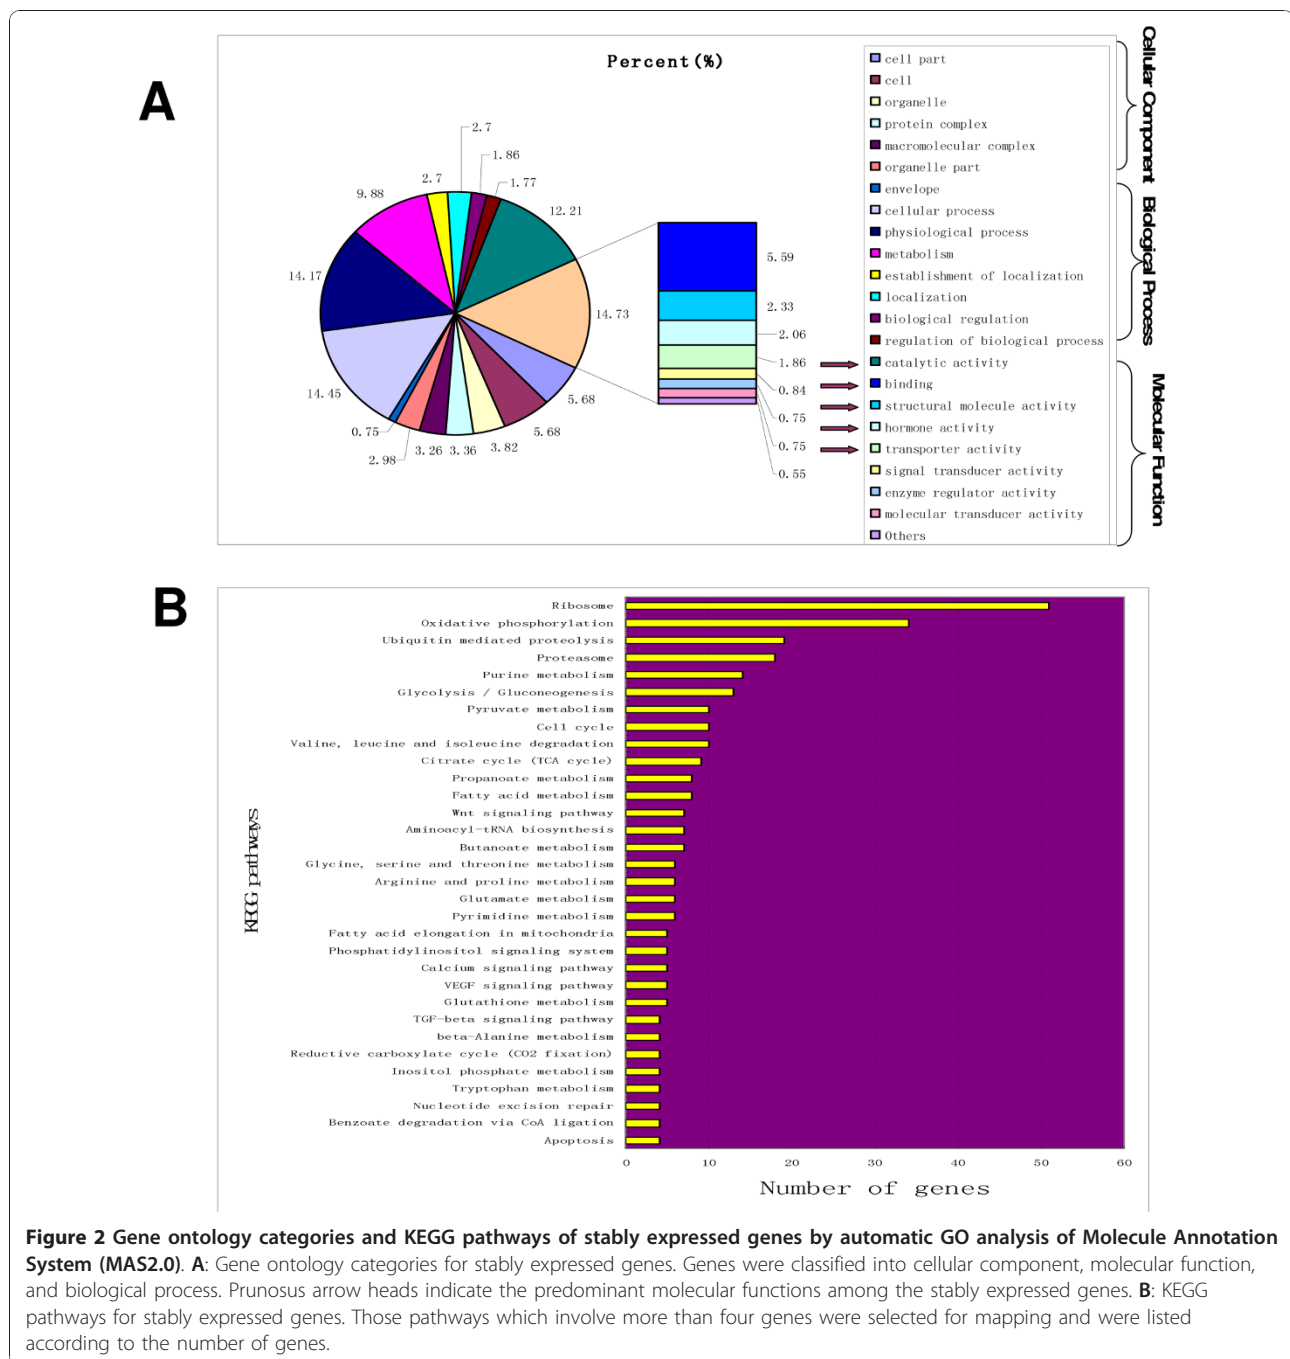 A
Percent(%)
2.7
1.86
1.77
2.7
9.88
12.21
14.17
14.73
14.45
5.68
0.75
2.98
3.26
3.36
3.82
5.68
5.59
2.33
2.06
1.86
0.84
0.75
0.75
0.55
cell part
cell
organelle
protein complex
macromolecular complex
organelle part
envelope
cellular process
physiological process
metabolism
establishment of localization
localization
biological regulation
regulation of biological process
catalytic activity
binding
structural molecule activity
hormone activity
transporter activity
signal transducer activity
enzyme regulator activity
molecular transducer activity
Others
Cellular Component
Biological Process
Molecular Function
B
KEGG pathways
Ribosome
Oxidative phosphorylation
Ubiquitin mediated proteolysis
Proteasome
Purine metabolism
Glycolysis / Gluconeogenesis
Pyruvate metabolism
Cell cycle
Valine, leucine and isoleucine degradation
Citrate cycle (TCA cycle)
Propanoate metabolism
Fatty acid metabolism
Wnt signaling pathway
Aminoacyl-tRNA biosynthesis
Butanoate metabolism
Glycine, serine and threonine metabolism
Arginine and proline metabolism
Glutamate metabolism
Pyrimidine metabolism
Fatty acid elongation in mitochondria
Phosphatidylinositol signaling system
Calcium signaling pathway
VEGF signaling pathway
Glutathione metabolism
TGF-beta signaling pathway
beta-Alanine metabolism
Reductive carboxylate cycle (CO2 fixation)
Inositol phosphate metabolism
Tryptophan metabolism
Nucleotide excision repair
Benzoate degradation via CoA ligation
Apoptosis
0 10 20 30 40 50 60
Number of genes
Figure 2 Gene ontology categories and KEGG pathways of stably expressed genes by automatic GO analysis of Molecule Annotation
System (MAS2.0). A: Gene ontology categories for stably expressed genes. Genes were classified into cellular component, molecular function,
and biological process. Prunosus arrow heads indicate the predominant molecular functions among the stably expressed genes. B: KEGG
pathways for stably expressed genes. Those pathways which involve more than four genes were selected for mapping and were listed
according to the number of genes.